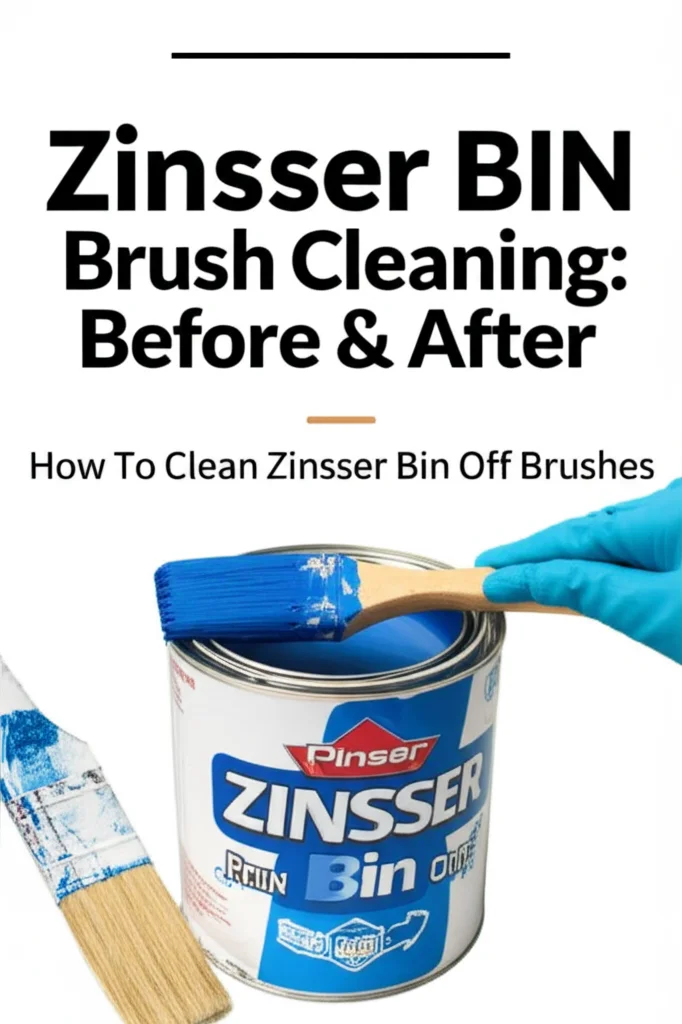 Zinsser BIN
Brush Cleaning:
Before & After
How To Clean Zinsser Bin Off Brushes
Pinser
ZINSSER
Bin